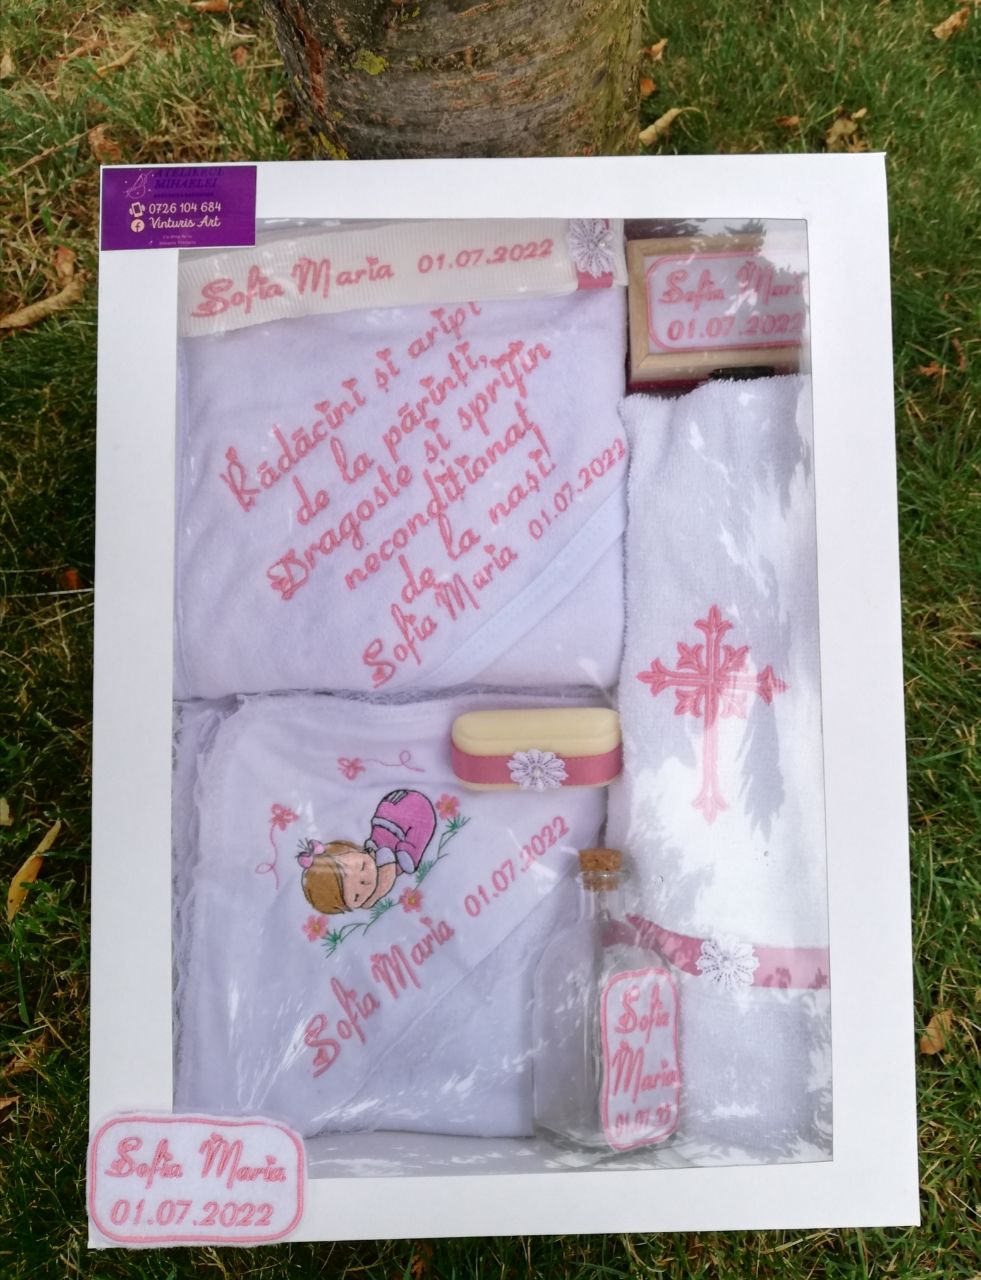 ATELIERUL
MIHAELEI
0726 104 684
Vinturis Art
Sofia Maria 01.07.2022
Sofia Maria
01.07.2022
Rădăcini și aripi
de la părinți,
Dragoste și sprijin
necondiționat
de la nași!
Sofia Maria 01.07.2022
Sofia Maria 01.07.2022
Sofia
Maria
01.07.22
Sofia Maria
01.07.2022